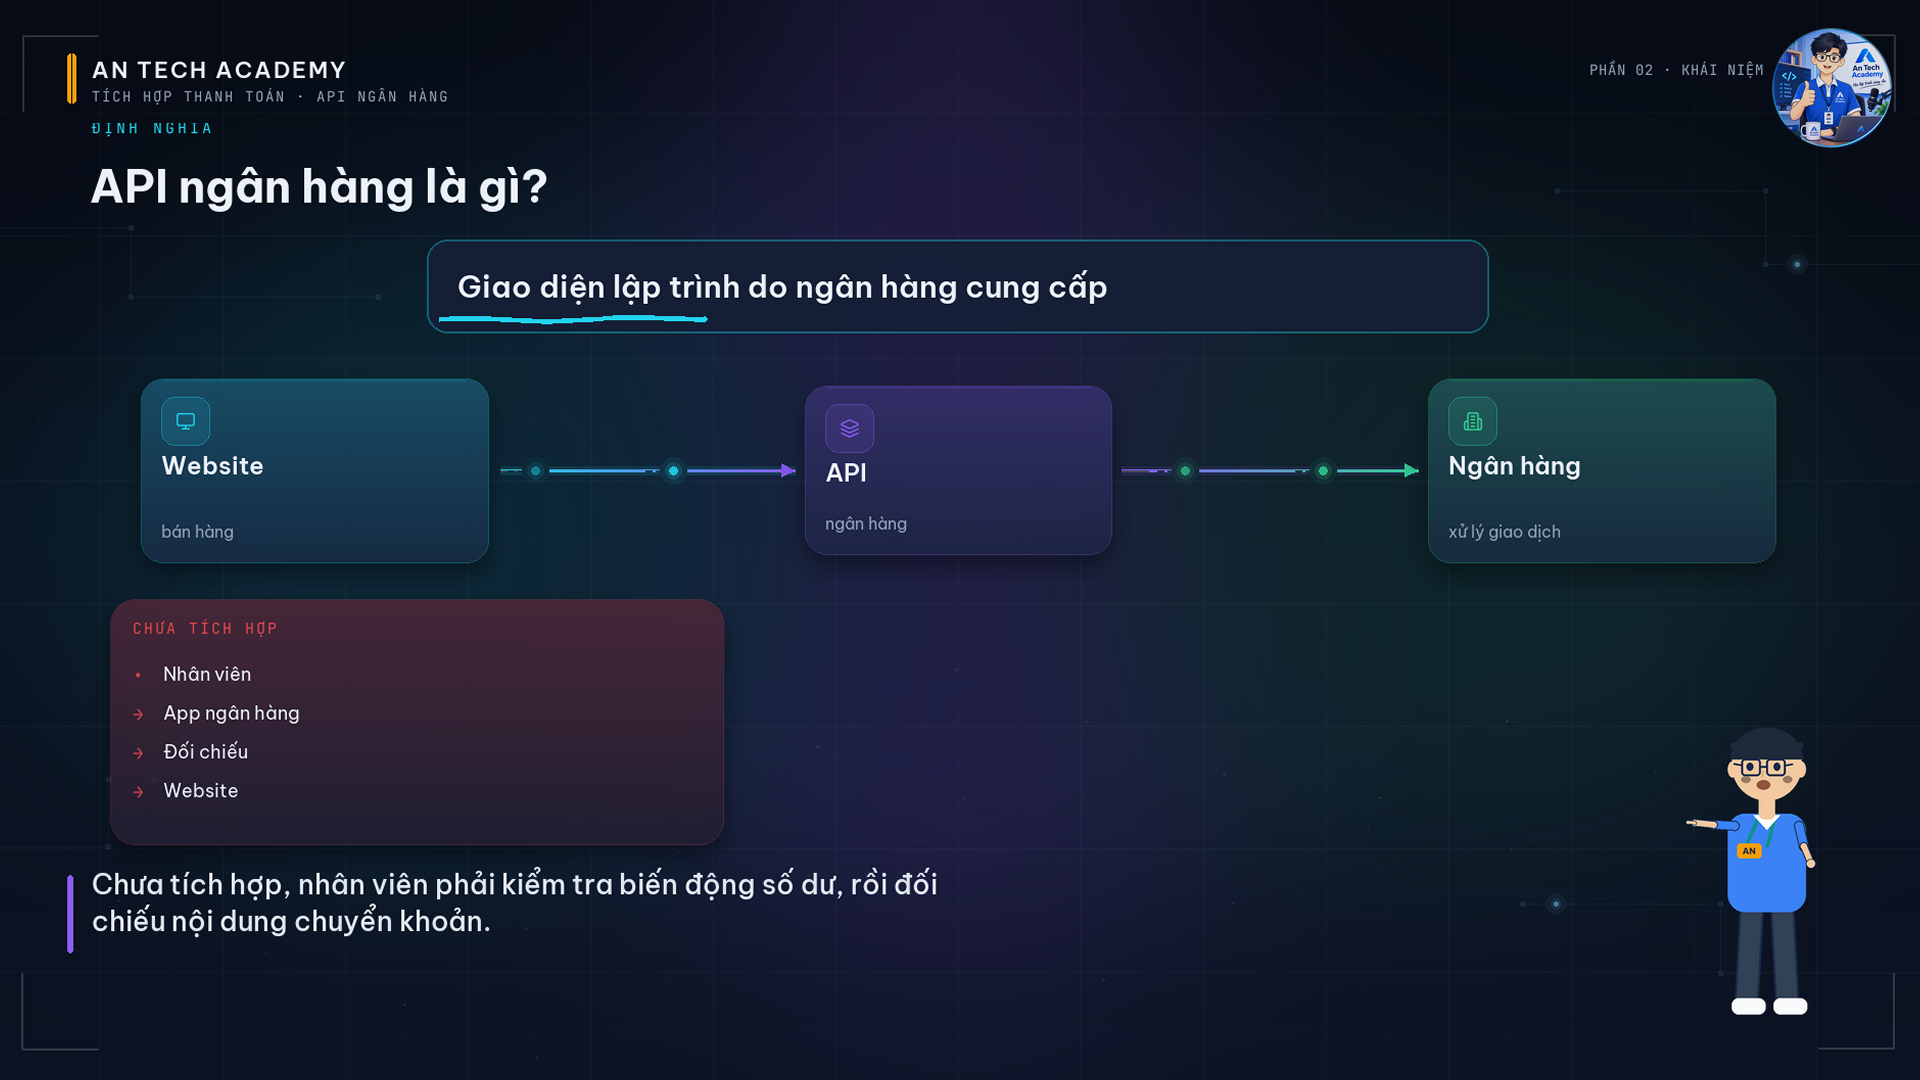 AN TECH ACADEMY
TÍCH HỢP THANH TOÁN · API NGÂN HÀNG
PHẦN 02 · KHÁI NIỆM
An Tech
Academy
ĐỊNH NGHĨA
API ngân hàng là gì?
Giao diện lập trình do ngân hàng cung cấp
Website
bán hàng
API
ngân hàng
Ngân hàng
xử lý giao dịch
CHƯA TÍCH HỢP
• Nhân viên
→ App ngân hàng
→ Đối chiếu
→ Website
AN
Chưa tích hợp, nhân viên phải kiểm tra biến động số dư, rồi đối
chiếu nội dung chuyển khoản.